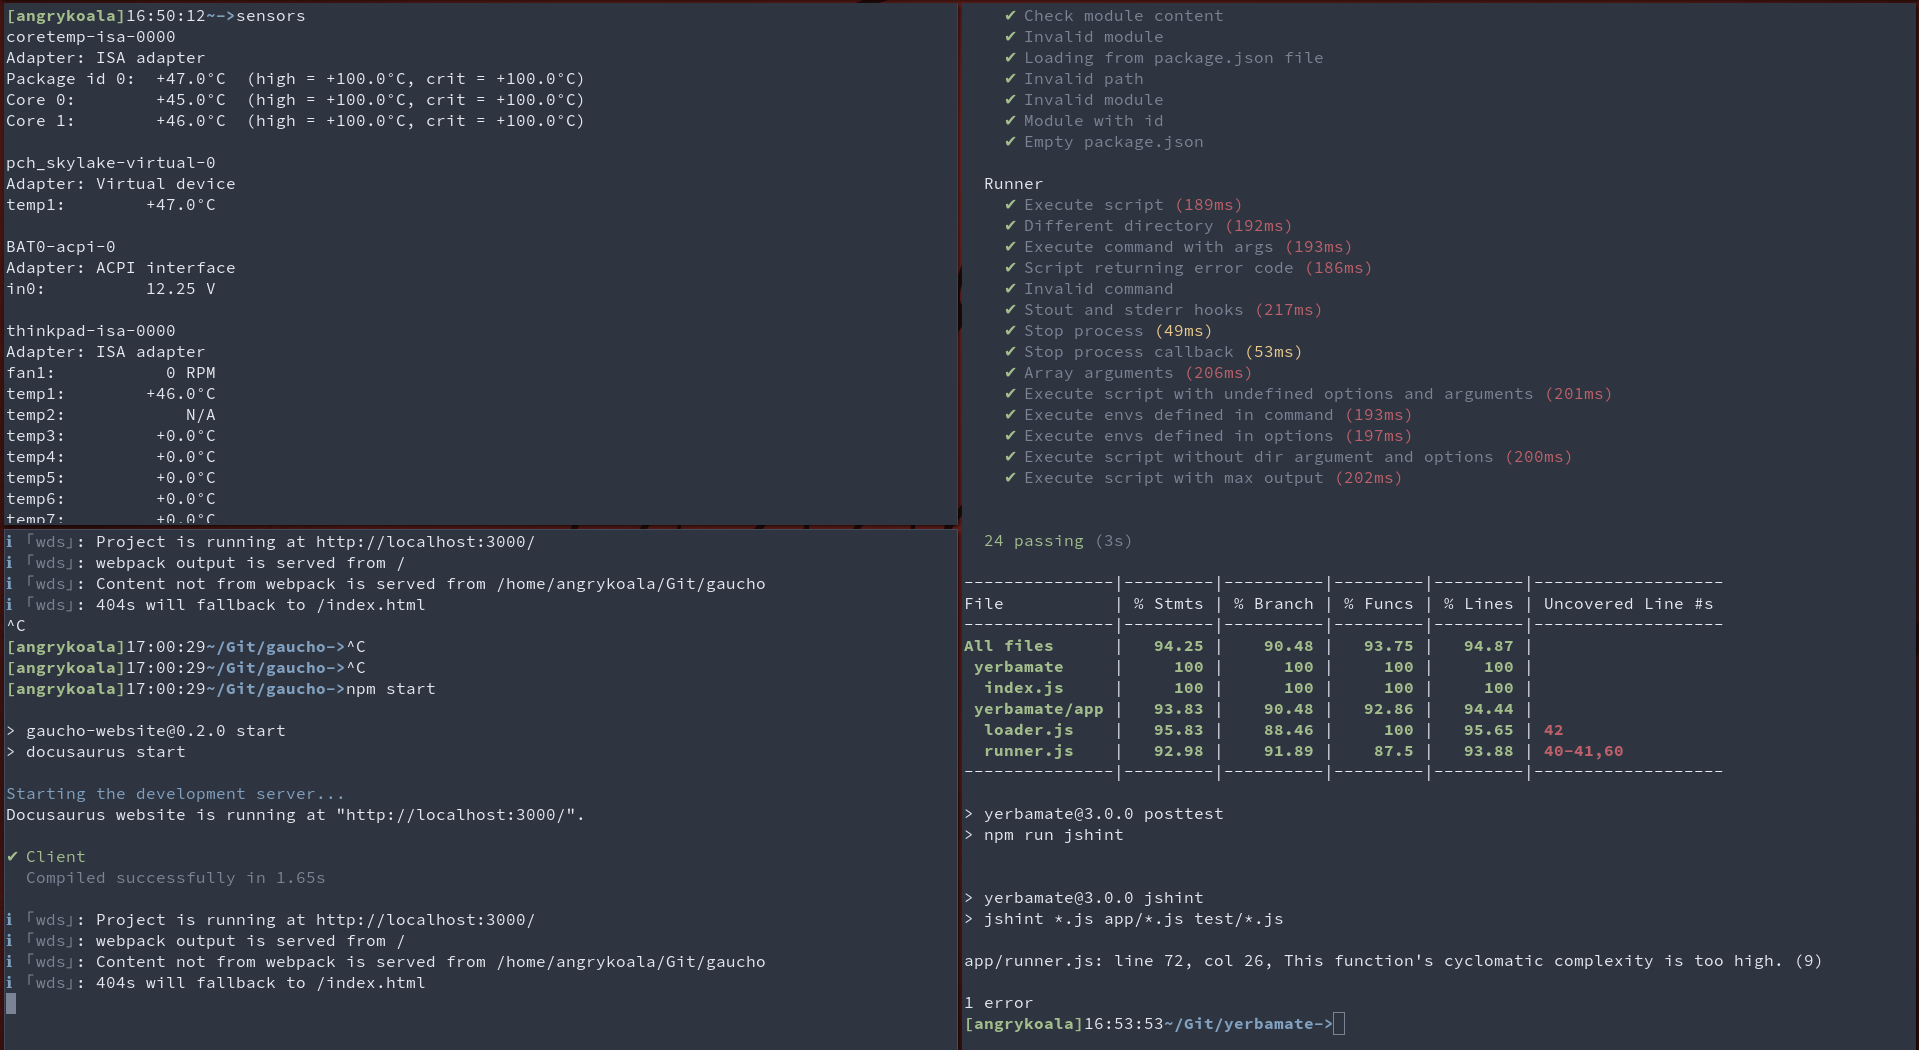 [angrykoala]16:50:12~->sensors
coretemp-isa-0000
Adapter: ISA adapter
Package id 0:  +47.0°C  (high = +100.0°C, crit = +100.0°C)
Core 0:        +45.0°C  (high = +100.0°C, crit = +100.0°C)
Core 1:        +46.0°C  (high = +100.0°C, crit = +100.0°C)

pch_skylake-virtual-0
Adapter: Virtual device
temp1:        +47.0°C

BAT0-acpi-0
Adapter: ACPI interface
in0:          12.25 V

thinkpad-isa-0000
Adapter: ISA adapter
fan1:           0 RPM
temp1:        +46.0°C
temp2:            N/A
temp3:         +0.0°C
temp4:         +0.0°C
temp5:         +0.0°C
temp6:         +0.0°C
temp7:         +0.0°C
ℹ ｢wds｣: Project is running at http://localhost:3000/
ℹ ｢wds｣: webpack output is served from /
ℹ ｢wds｣: Content not from webpack is served from /home/angrykoala/Git/gaucho
ℹ ｢wds｣: 404s will fallback to /index.html
^C
[angrykoala]17:00:29~/Git/gaucho->^C
[angrykoala]17:00:29~/Git/gaucho->^C
[angrykoala]17:00:29~/Git/gaucho->npm start

> gaucho-website@0.2.0 start
> docusaurus start

Starting the development server...
Docusaurus website is running at "http://localhost:3000/".

✔ Client
  Compiled successfully in 1.65s

ℹ ｢wds｣: Project is running at http://localhost:3000/
ℹ ｢wds｣: webpack output is served from /
ℹ ｢wds｣: Content not from webpack is served from /home/angrykoala/Git/gaucho
ℹ ｢wds｣: 404s will fallback to /index.html
    ✔ Check module content
    ✔ Invalid module
    ✔ Loading from package.json file
    ✔ Invalid path
    ✔ Invalid module
    ✔ Module with id
    ✔ Empty package.json

  Runner
    ✔ Execute script (189ms)
    ✔ Different directory (192ms)
    ✔ Execute command with args (193ms)
    ✔ Script returning error code (186ms)
    ✔ Invalid command
    ✔ Stout and stderr hooks (217ms)
    ✔ Stop process (49ms)
    ✔ Stop process callback (53ms)
    ✔ Array arguments (206ms)
    ✔ Execute script with undefined options and arguments (201ms)
    ✔ Execute envs defined in command (193ms)
    ✔ Execute envs defined in options (197ms)
    ✔ Execute script without dir argument and options (200ms)
    ✔ Execute script with max output (202ms)

  24 passing (3s)

---------------|---------|----------|---------|---------|-------------------
File           | % Stmts | % Branch | % Funcs | % Lines | Uncovered Line #s
---------------|---------|----------|---------|---------|-------------------
All files      |   94.25 |    90.48 |   93.75 |   94.87 |
 yerbamate     |     100 |      100 |     100 |     100 |
  index.js     |     100 |      100 |     100 |     100 |
 yerbamate/app |   93.83 |    90.48 |   92.86 |   94.44 |
  loader.js    |   95.83 |    88.46 |     100 |   95.65 | 42
  runner.js    |   92.98 |    91.89 |    87.5 |   93.88 | 40-41,60
---------------|---------|----------|---------|---------|-------------------

> yerbamate@3.0.0 posttest
> npm run jshint

> yerbamate@3.0.0 jshint
> jshint *.js app/*.js test/*.js

app/runner.js: line 72, col 26, This function's cyclomatic complexity is too high. (9)

1 error
[angrykoala]16:53:53~/Git/yerbamate->